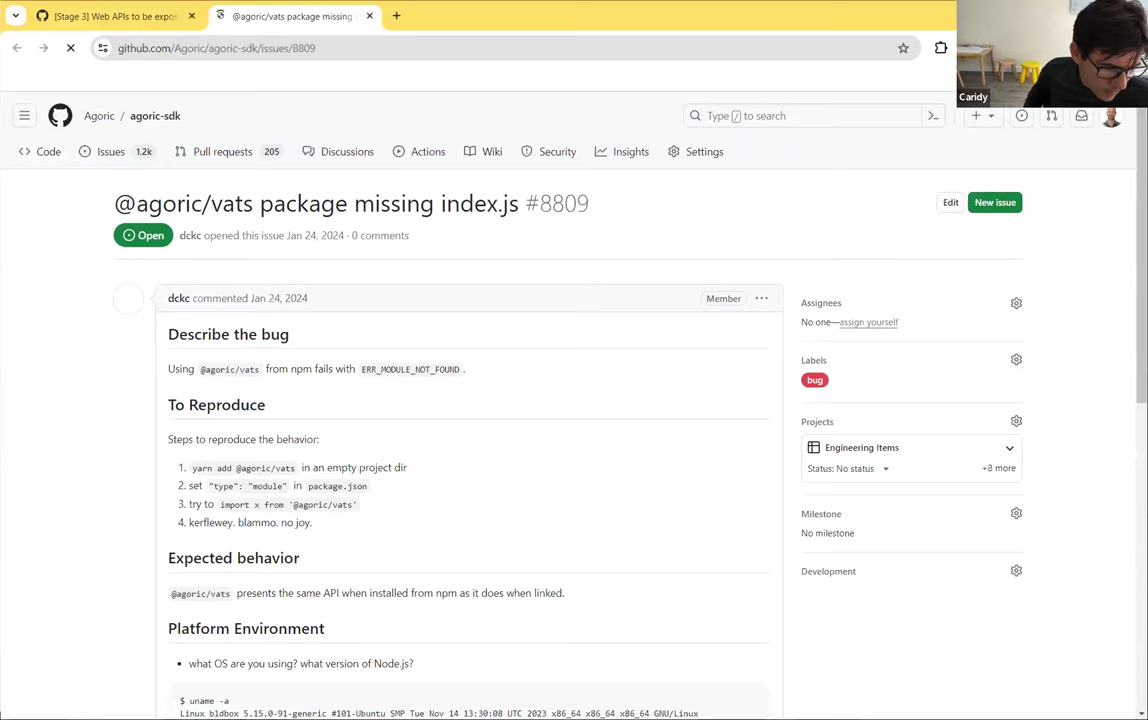 [Stage 3] Web APIs to be expos
@agoric/vats package missing
github.com/Agoric/agoric-sdk/issues/8809
Caridy
Agoric / agoric-sdk
Type / to search
Code
Issues 1.2k
Pull requests 205
Discussions
Actions
Wiki
Security
Insights
Settings
@agoric/vats package missing index.js #8809
Edit
New issue
Open
dckc opened this issue Jan 24, 2024 · 0 comments
dckc commented Jan 24, 2024
Member
Describe the bug
Using @agoric/vats from npm fails with ERR_MODULE_NOT_FOUND .
To Reproduce
Steps to reproduce the behavior:
1. yarn add @agoric/vats in an empty project dir
2. set "type": "module" in package.json
3. try to import x from '@agoric/vats'
4. kerflewey. blammo. no joy.
Expected behavior
@agoric/vats presents the same API when installed from npm as it does when linked.
Platform Environment
• what OS are you using? what version of Node.js?
$ uname -a
Linux bldbox 5.15.0-91-generic #101-Ubuntu SMP Tue Nov 14 13:30:08 UTC 2023 x86_64 x86_64 x86_64 GNU/Linux
Assignees
No one—assign yourself
Labels
bug
Projects
Engineering Items
Status: No status
+8 more
Milestone
No milestone
Development